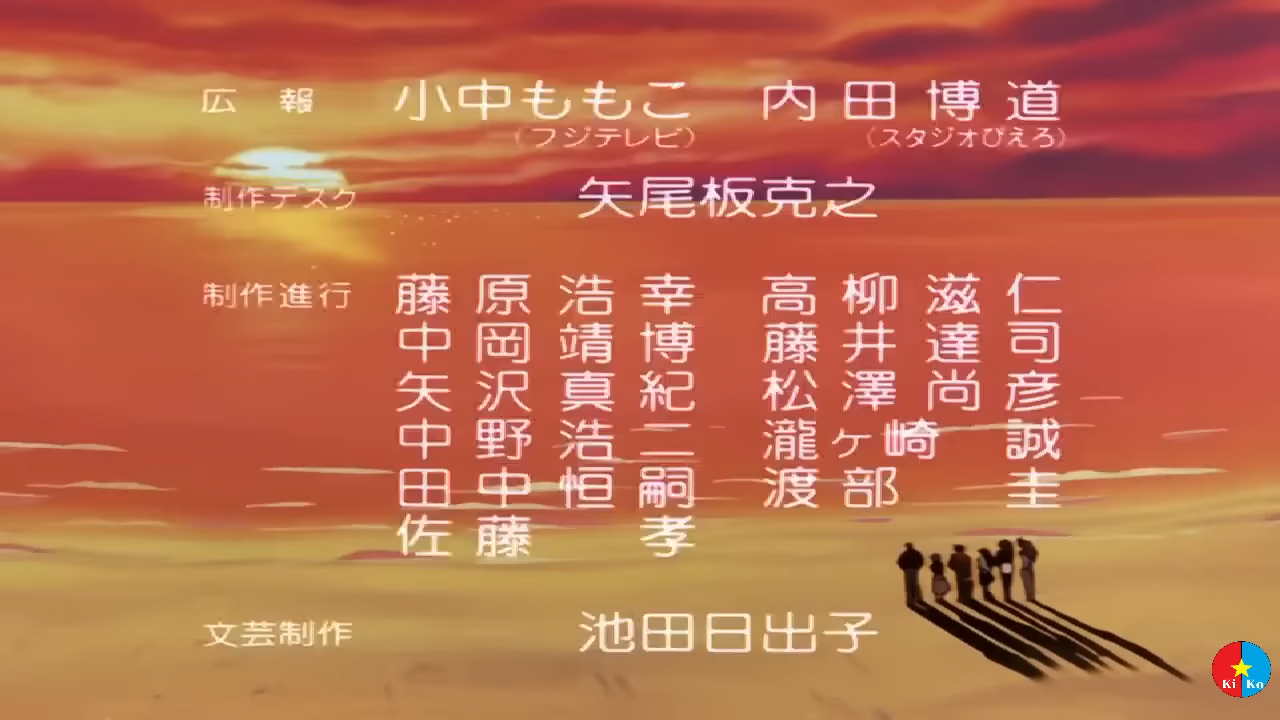 広 報 小中ももこ 内田博道
（フジテレビ） （スタジオぴえろ）
制作デスク 矢尾板克之
制作進行 藤原浩幸 高柳滋仁
中岡靖博 藤井達司
矢沢真紀 松澤尚彦
中野浩二 瀧ヶ崎誠
田中恒嗣 渡部圭
佐藤孝
文芸制作 池田日出子
Ki Ko